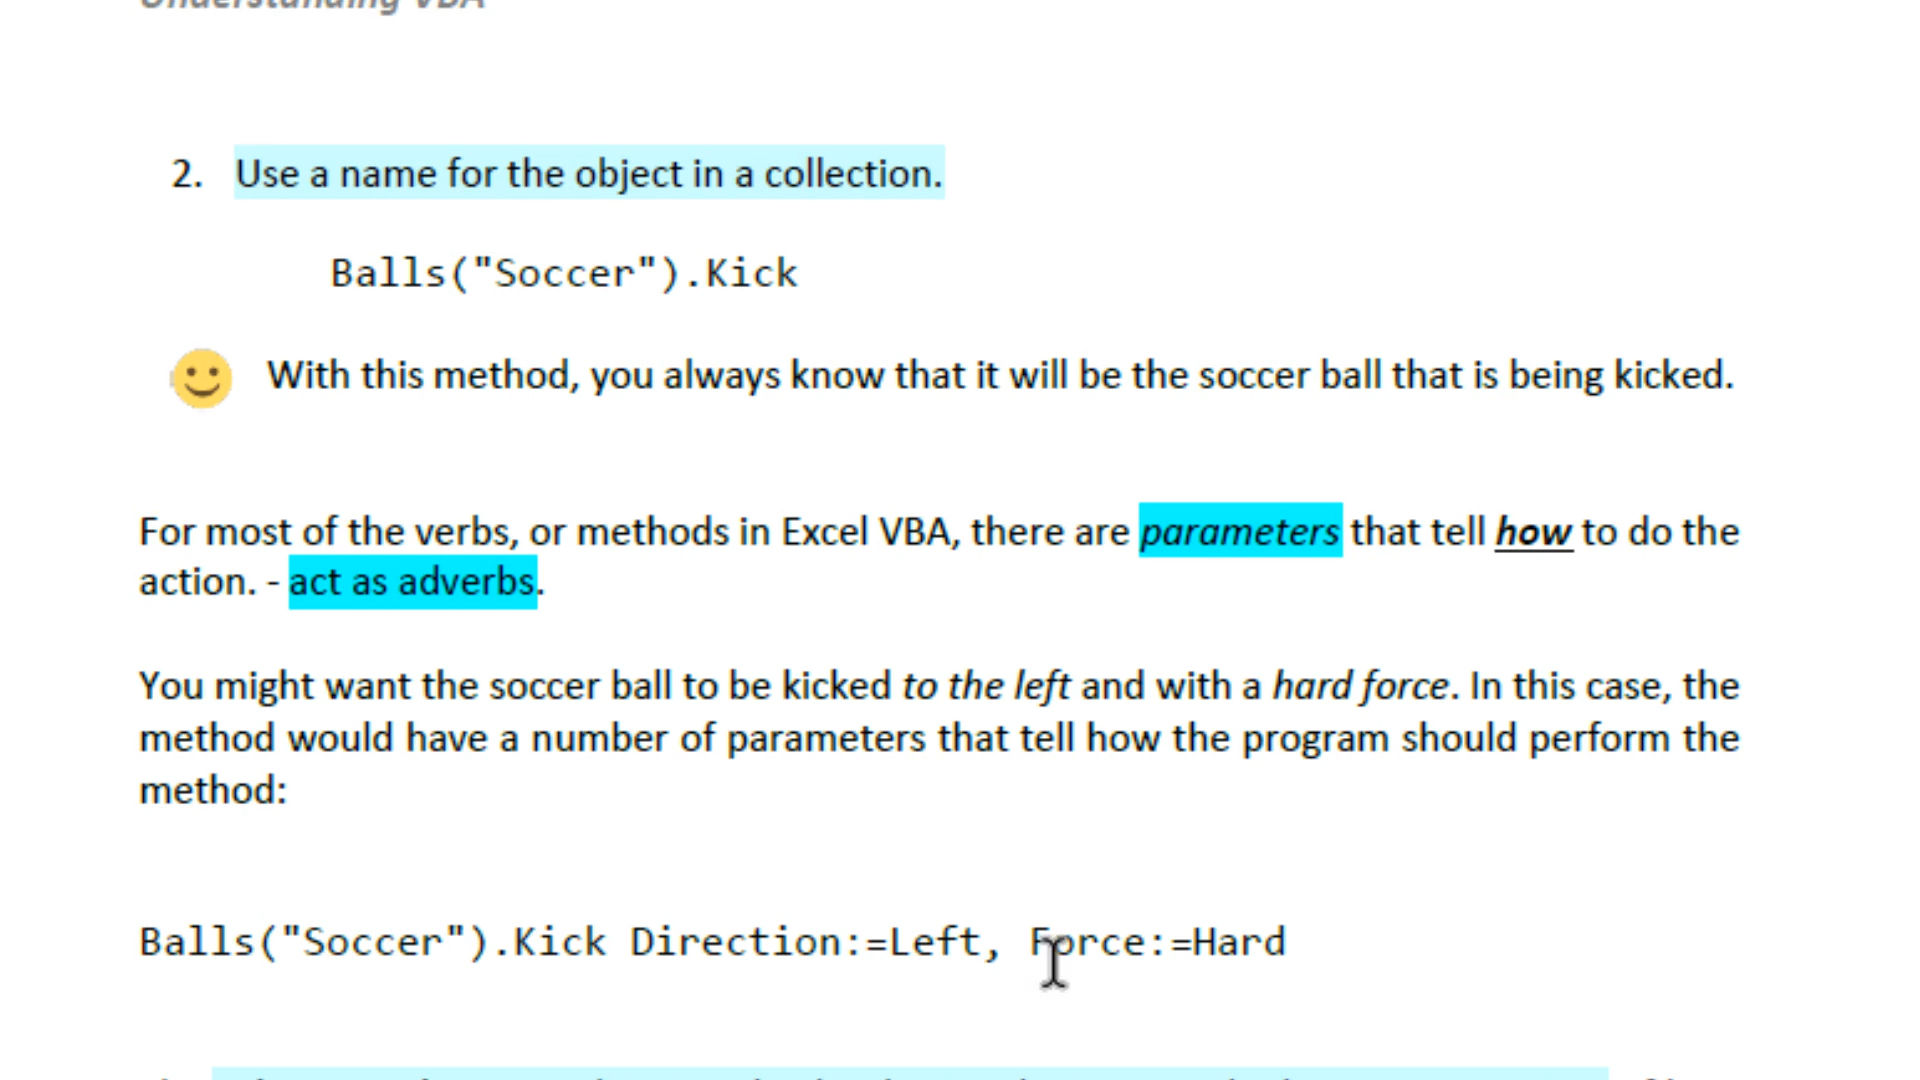 Understanding VBA
2. Use a name for the object in a collection.
Balls("Soccer").Kick
With this method, you always know that it will be the soccer ball that is being kicked.
For most of the verbs, or methods in Excel VBA, there are parameters that tell how to do the
action. - act as adverbs.
You might want the soccer ball to be kicked to the left and with a hard force. In this case, the
method would have a number of parameters that tell how the program should perform the
method:
Balls("Soccer").Kick Direction:=Left, Force:=Hard